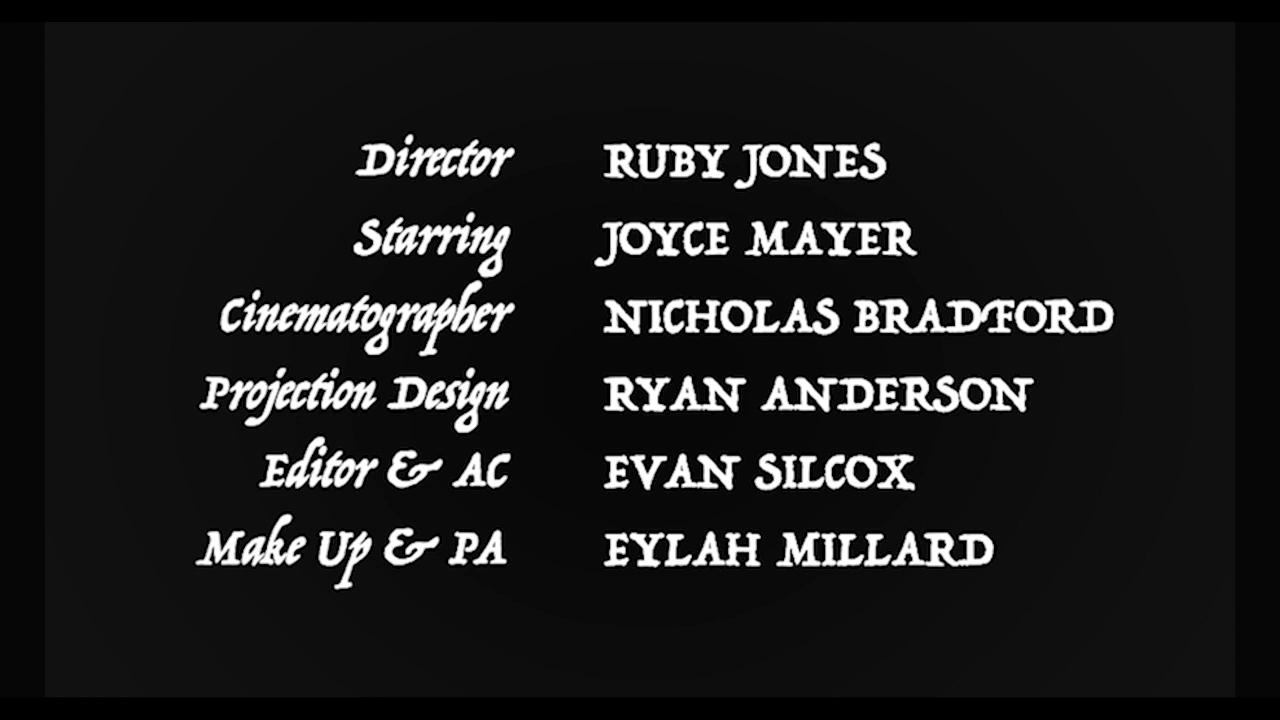 Director RUBY JONES
Starring JOYCE MAYER
Cinematographer NICHOLAS BRADFORD
Projection Design RYAN ANDERSON
Editor & AC EVAN SILCOX
Make Up & PA EYLAH MILLARD